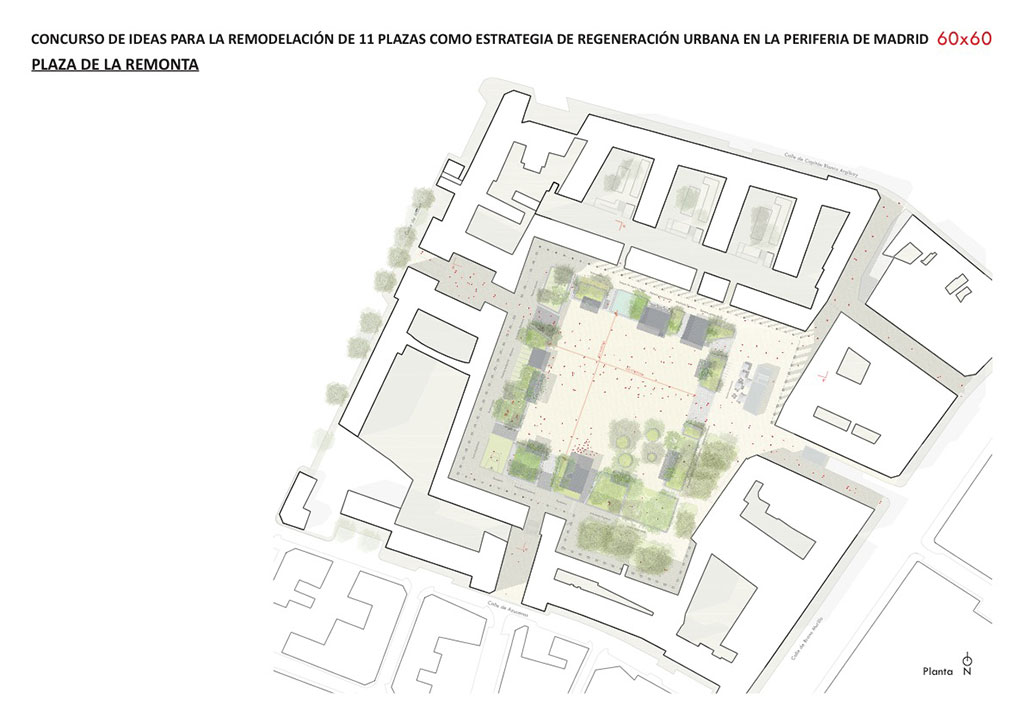 CONCURSO DE IDEAS PARA LA REMODELACIÓN DE 11 PLAZAS COMO ESTRATEGIA DE REGENERACIÓN URBANA EN LA PERIFERIA DE MADRID 60x60
PLAZA DE LA REMONTA
Calle de Capitán Blanco Argibay
Calle de Azucenas
Calle de Bravo Murillo
Planta N